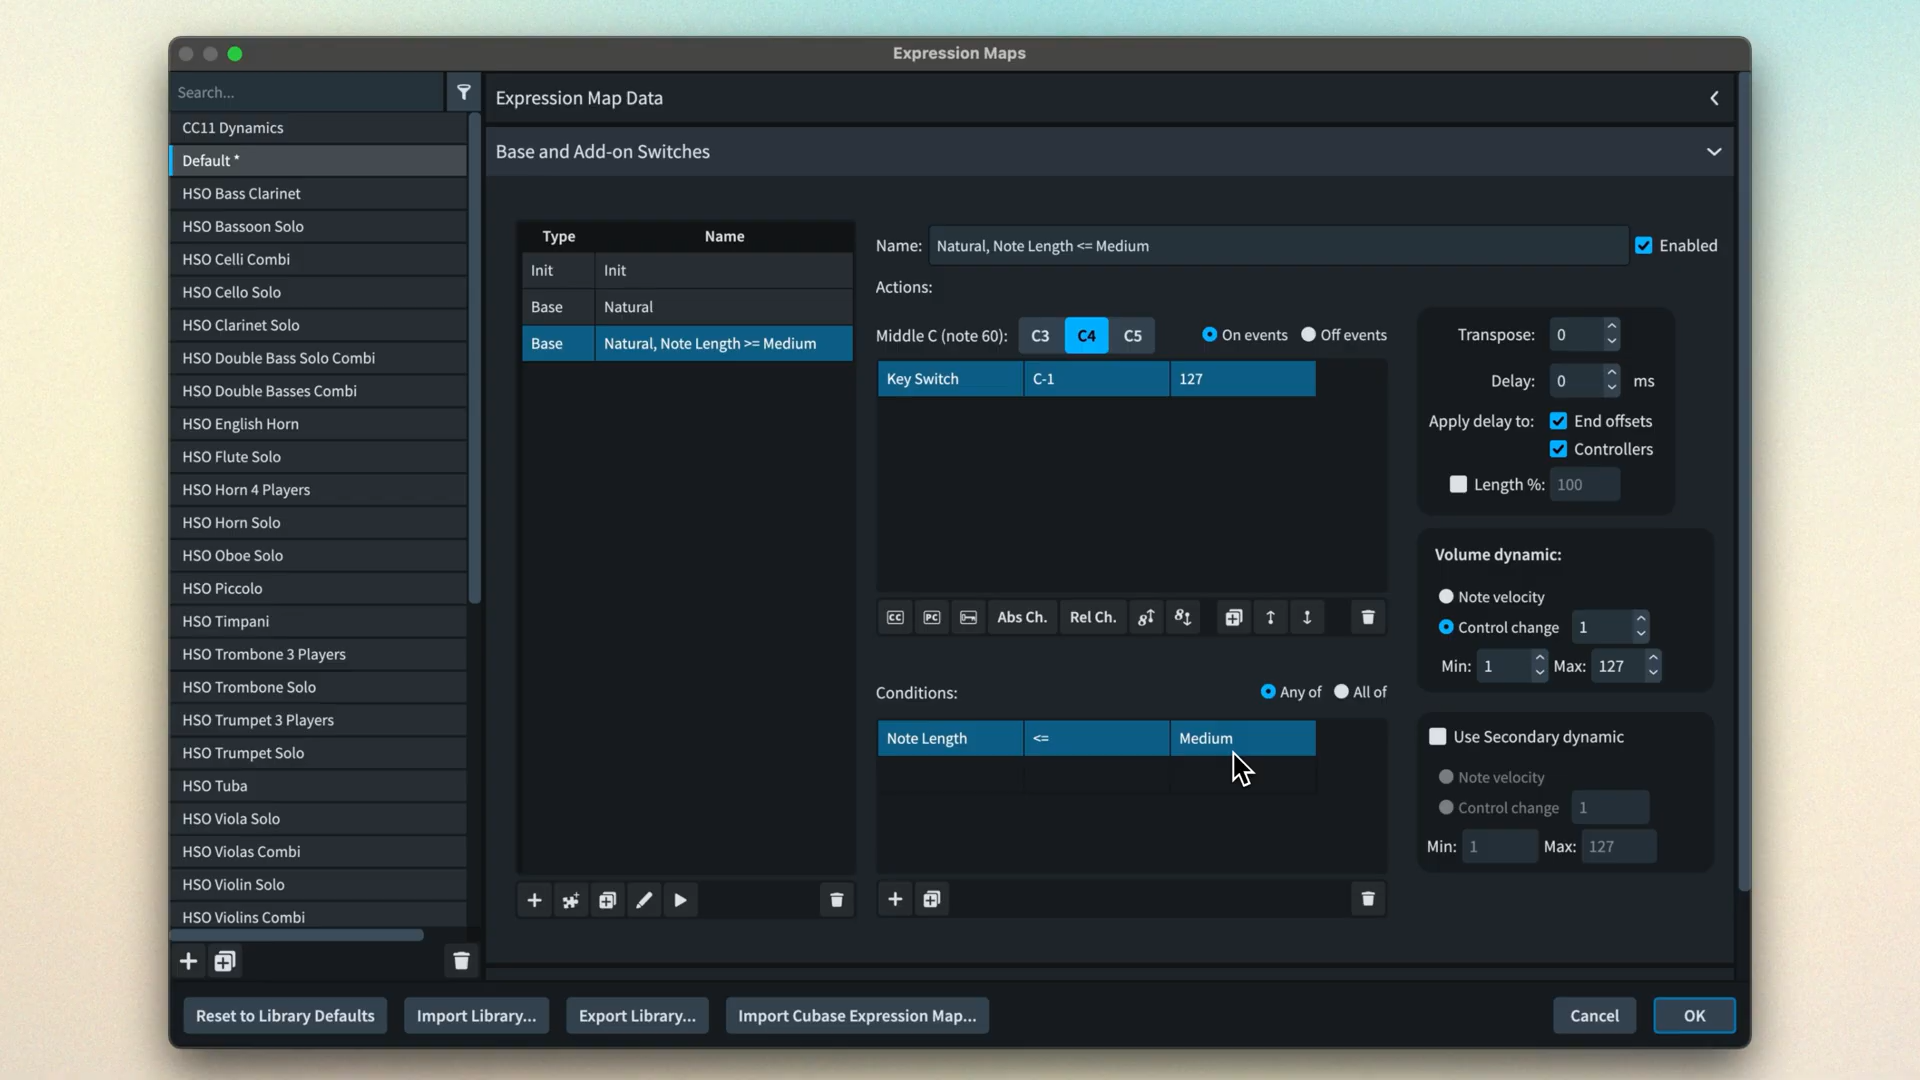 Expression Maps
Search...
CC11 Dynamics
Default *
HSO Bass Clarinet
HSO Bassoon Solo
HSO Celli Combi
HSO Cello Solo
HSO Clarinet Solo
HSO Double Bass Solo Combi
HSO Double Basses Combi
HSO English Horn
HSO Flute Solo
HSO Horn 4 Players
HSO Horn Solo
HSO Oboe Solo
HSO Piccolo
HSO Timpani
HSO Trombone 3 Players
HSO Trombone Solo
HSO Trumpet 3 Players
HSO Trumpet Solo
HSO Tuba
HSO Viola Solo
HSO Violas Combi
HSO Violin Solo
HSO Violins Combi
Expression Map Data
Base and Add-on Switches
Type Name
Init Init
Base Natural
Base Natural, Note Length >= Medium
Name: Natural, Note Length <= Medium Enabled
Actions:
Middle C (note 60): C3 C4 C5 On events Off events
Key Switch C-1 127
CC PC Abs Ch. Rel Ch. 8 8
Conditions: Any of All of
Note Length <= Medium
Transpose: 0
Delay: 0 ms
Apply delay to: End offsets
Controllers
Length %: 100
Volume dynamic:
Note velocity
Control change 1
Min: 1 Max: 127
Use Secondary dynamic
Note velocity
Control change 1
Min: 1 Max: 127
Reset to Library Defaults Import Library... Export Library... Import Cubase Expression Map... Cancel OK